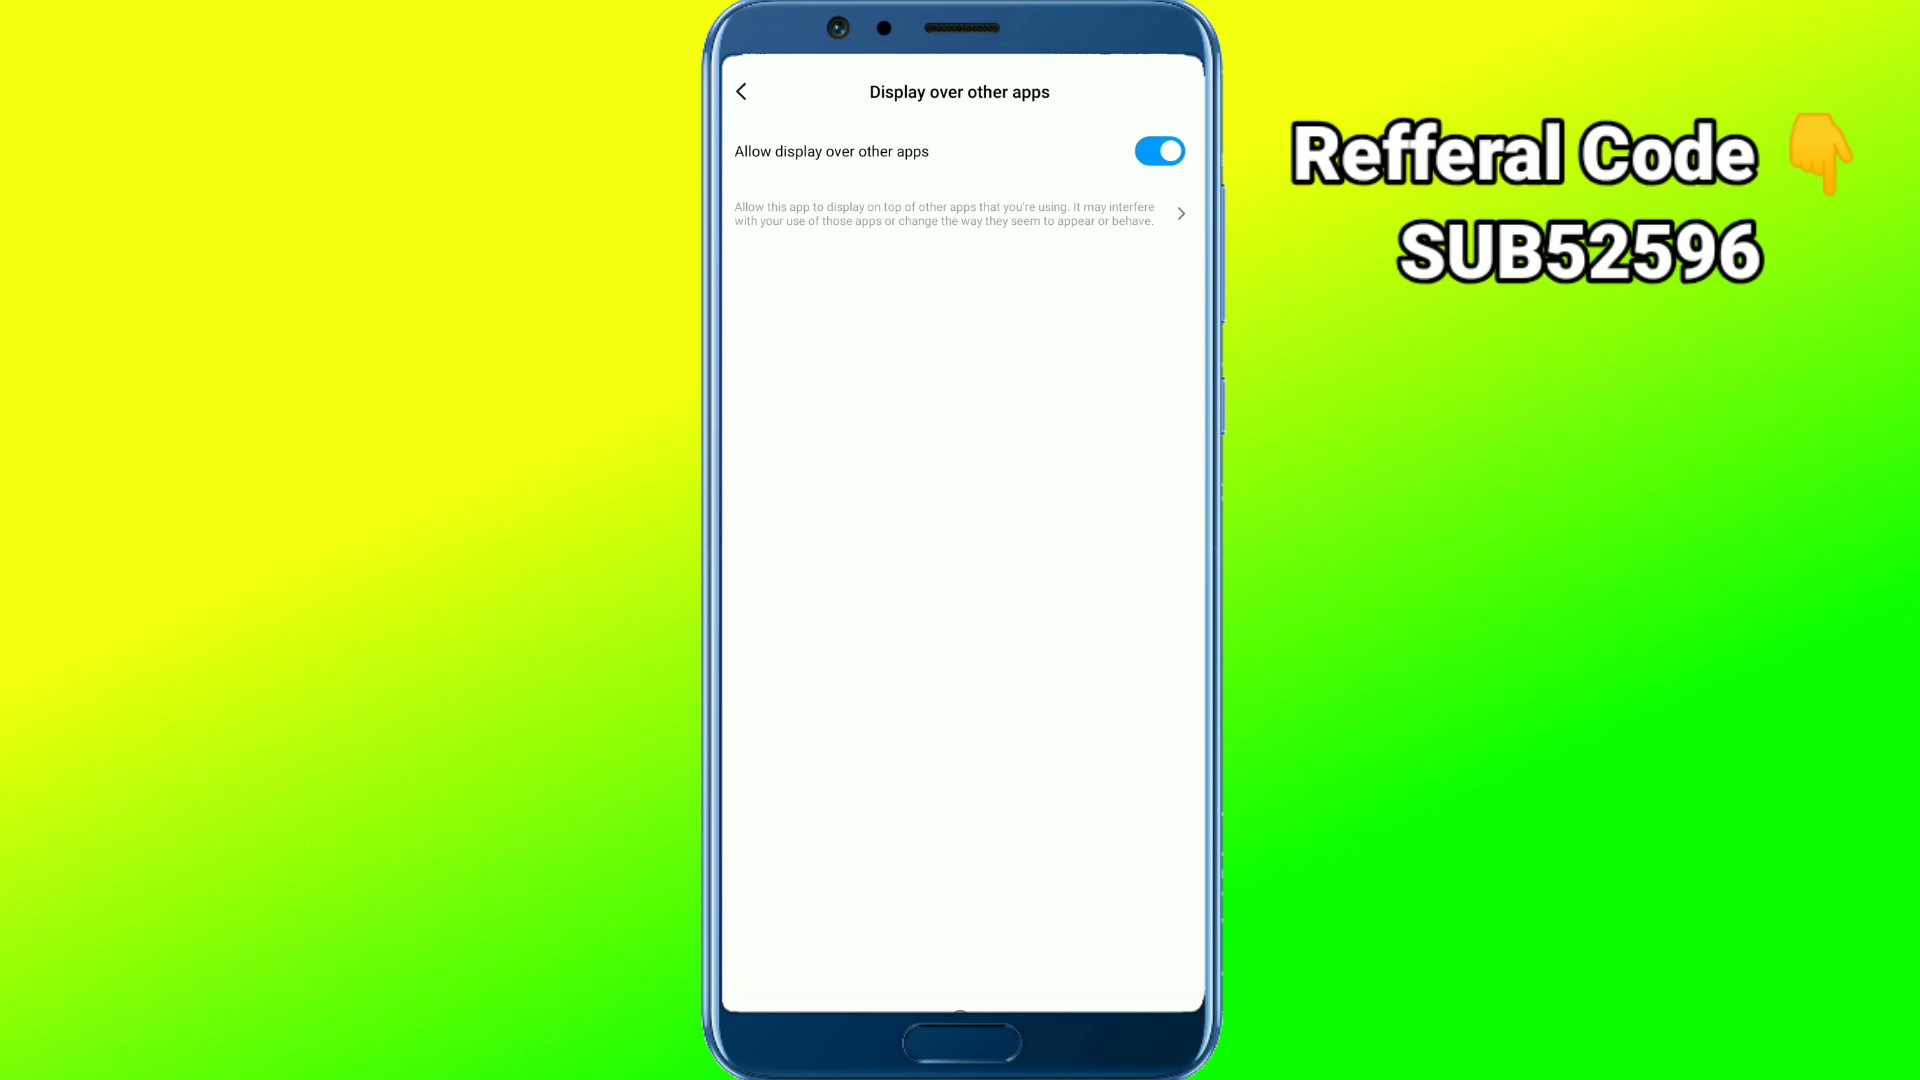 Display over other apps
Allow display over other apps
Allow this app to display on top of other apps that you're using. It may interfere
with your use of those apps or change the way they seem to appear or behave.
Refferal Code 👇
SUB52596